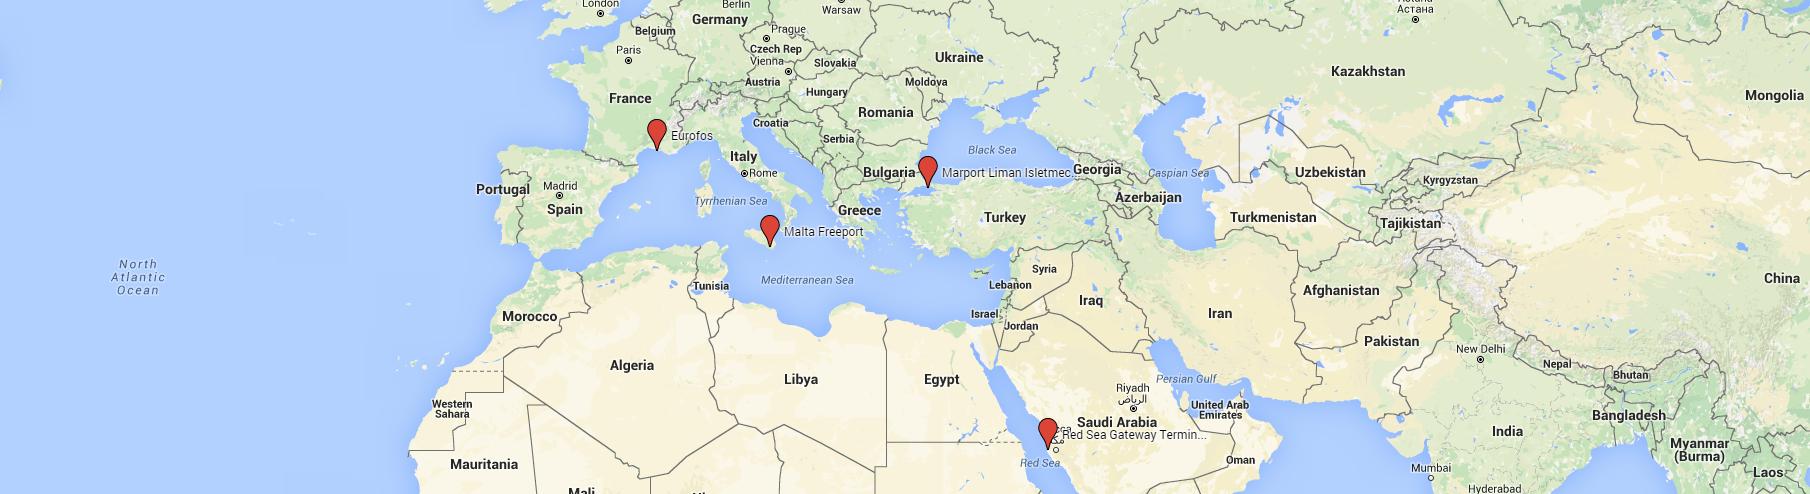 London
Berlin
Warsaw
Астана
Germany
Belgium
Prague
Paris
Czech Rep
Vienna
Slovakia
Ukraine
Kazakhstan
Austria
Moldova
Hungary
France
Romania
Mongolia
Croatia
Eurofos
Serbia
Black Sea
Italy
Rome
Bulgaria
Marport Liman Isletmec...
Georgia
Caspian Sea
Uzbekistan
Kyrgyzstan
Portugal
Madrid
Spain
Tyrrhenian Sea
Greece
Azerbaijan
Turkey
Turkmenistan
Tajikistan
Malta Freeport
North
Atlantic
Ocean
Mediterranean Sea
Syria
China
Tunisia
Lebanon
Afghanistan
Iraq
Iran
Morocco
Israel
Jordan
Pakistan
New Delhi
Algeria
Libya
Egypt
Persian Gulf
Nepal
Bhutan
Riyadh
الرياض
Western
Sahara
United Arab
Emirates
Bangladesh
Saudi Arabia
Red Sea Gateway Termin...
India
Myanmar
(Burma)
Mauritania
Red Sea
Oman
Mumbai
Laos
Mali
Hyderabad